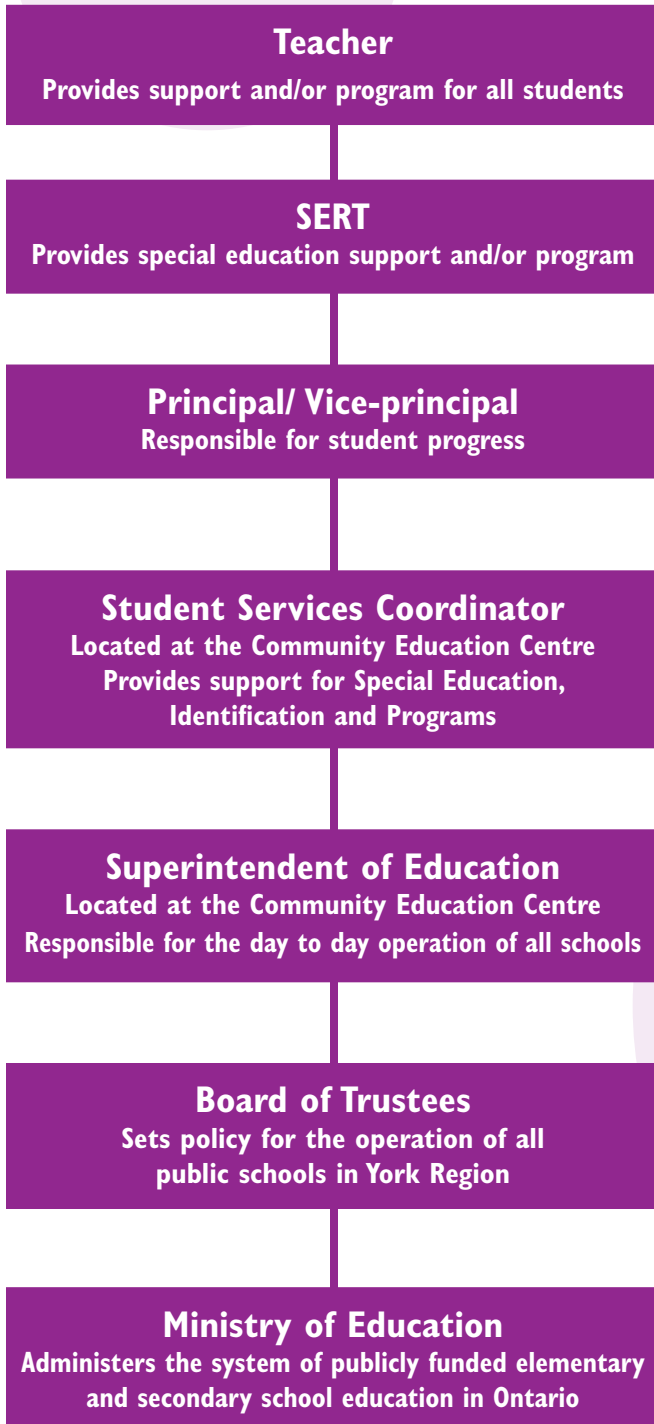 Teacher
Provides support and/or program for all students
SERT
Provides special education support and/or program
Principal/ Vice-principal
Responsible for student progress
Student Services Coordinator
Located at the Community Education Centre
Provides support for Special Education,
Identification and Programs
Superintendent of Education
Located at the Community Education Centre
Responsible for the day to day operation of all schools
Board of Trustees
Sets policy for the operation of all
public schools in York Region
Ministry of Education
Administers the system of publicly funded elementary
and secondary school education in Ontario